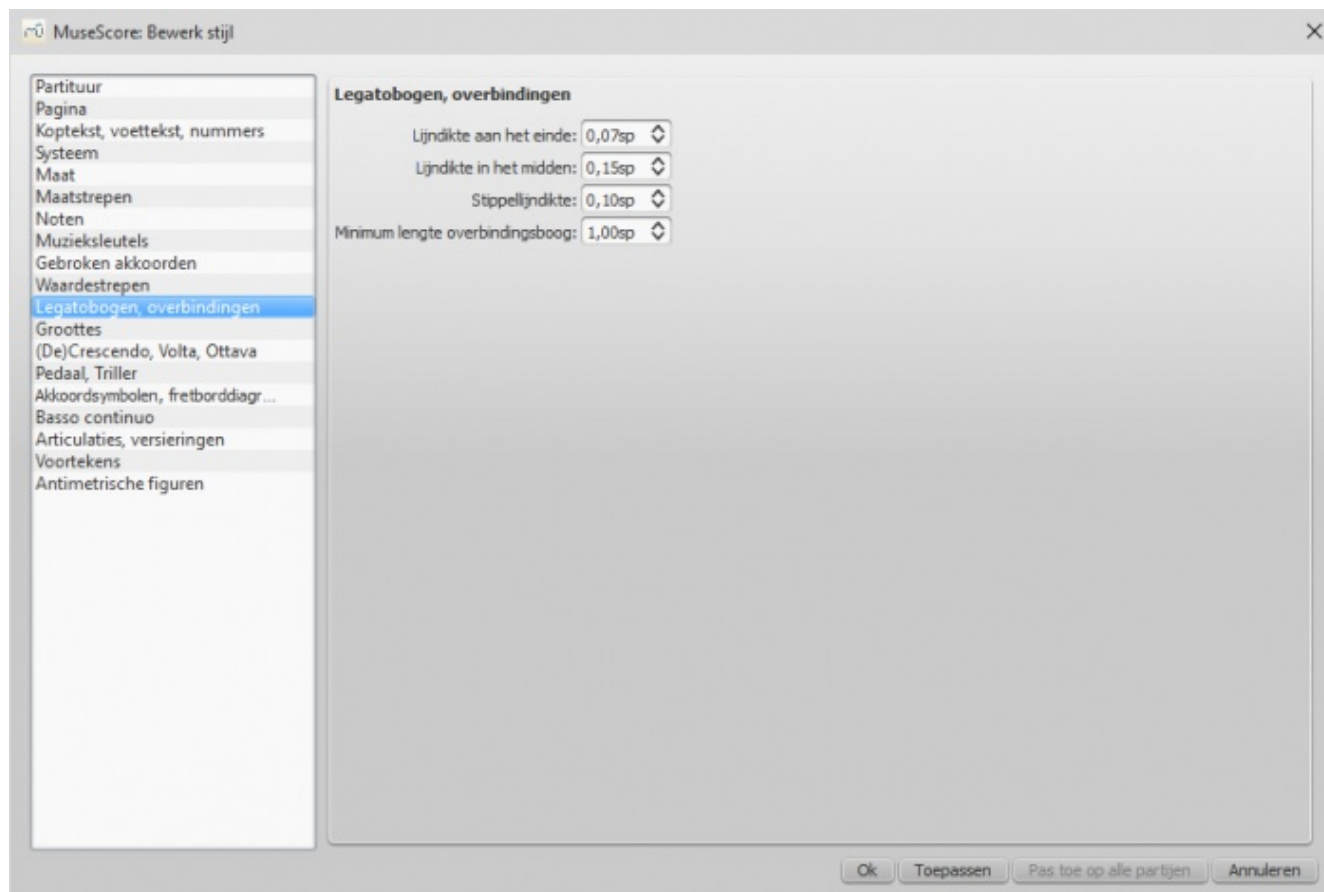 MuseScore: Bewerk stijl
Partituur
Pagina
Koptekst, voettekst, nummers
Systeem
Maat
Maatstrepen
Noten
Muzieksleutels
Gebroken akkoorden
Waardestrepen
Legatobogen, overbindingen
Groottes
(De)Crescendo, Volta, Ottava
Pedaal, Triller
Akkoordsymbolen, fretborddiagr...
Basso continuo
Articulaties, versieringen
Voortekens
Antimetrische figuren
Legatobogen, overbindingen
Lijndikte aan het einde: 0,07sp
Lijndikte in het midden: 0,15sp
Stippellijndikte: 0,10sp
Minimum lengte overbindingsboog: 1,00sp
Ok Toepassen Pas toe op alle partijen Annuleren